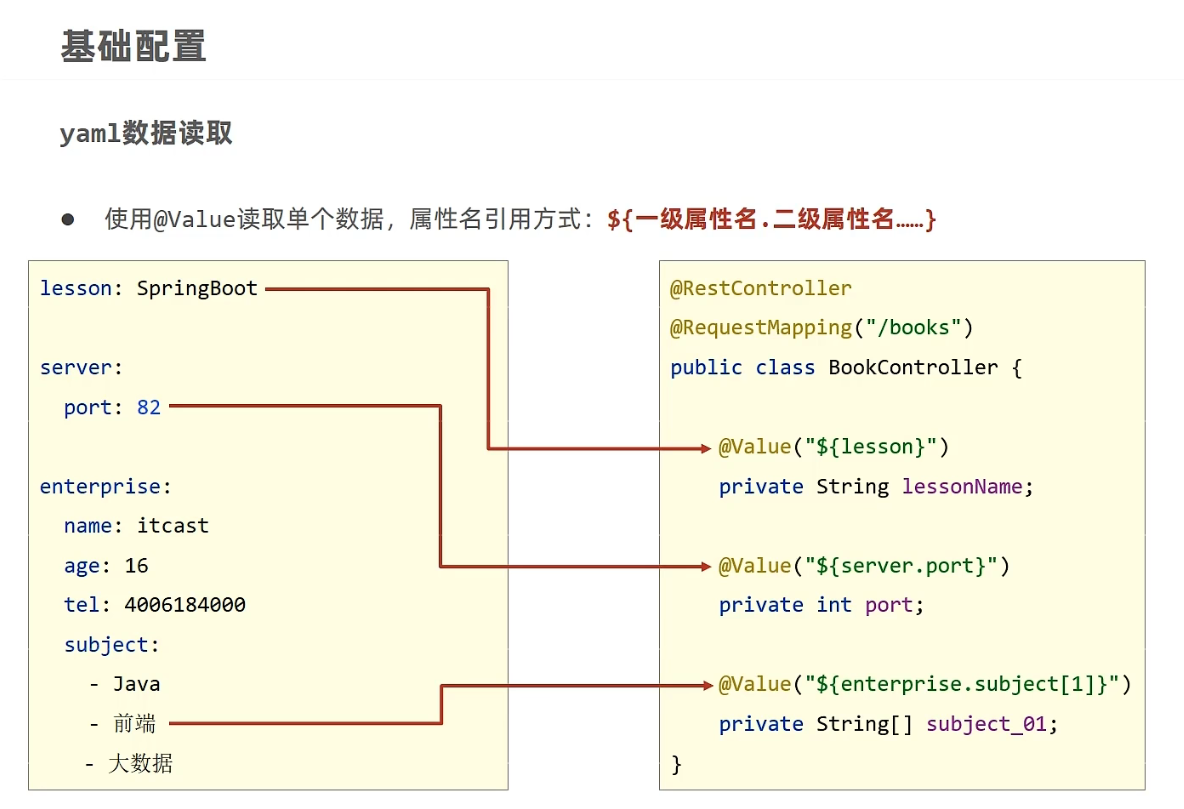 基础配置
yaml数据读取
● 使用@Value读取单个数据，属性名引用方式：${一级属性名.二级属性名……}
lesson: SpringBoot
server:
  port: 82
enterprise:
  name: itcast
  age: 16
  tel: 4006184000
  subject:
    - Java
    - 前端
    - 大数据
@RestController
@RequestMapping("/books")
public class BookController {
    @Value("${lesson}")
    private String lessonName;
    @Value("${server.port}")
    private int port;
    @Value("${enterprise.subject[1]}")
    private String[] subject_01;
}